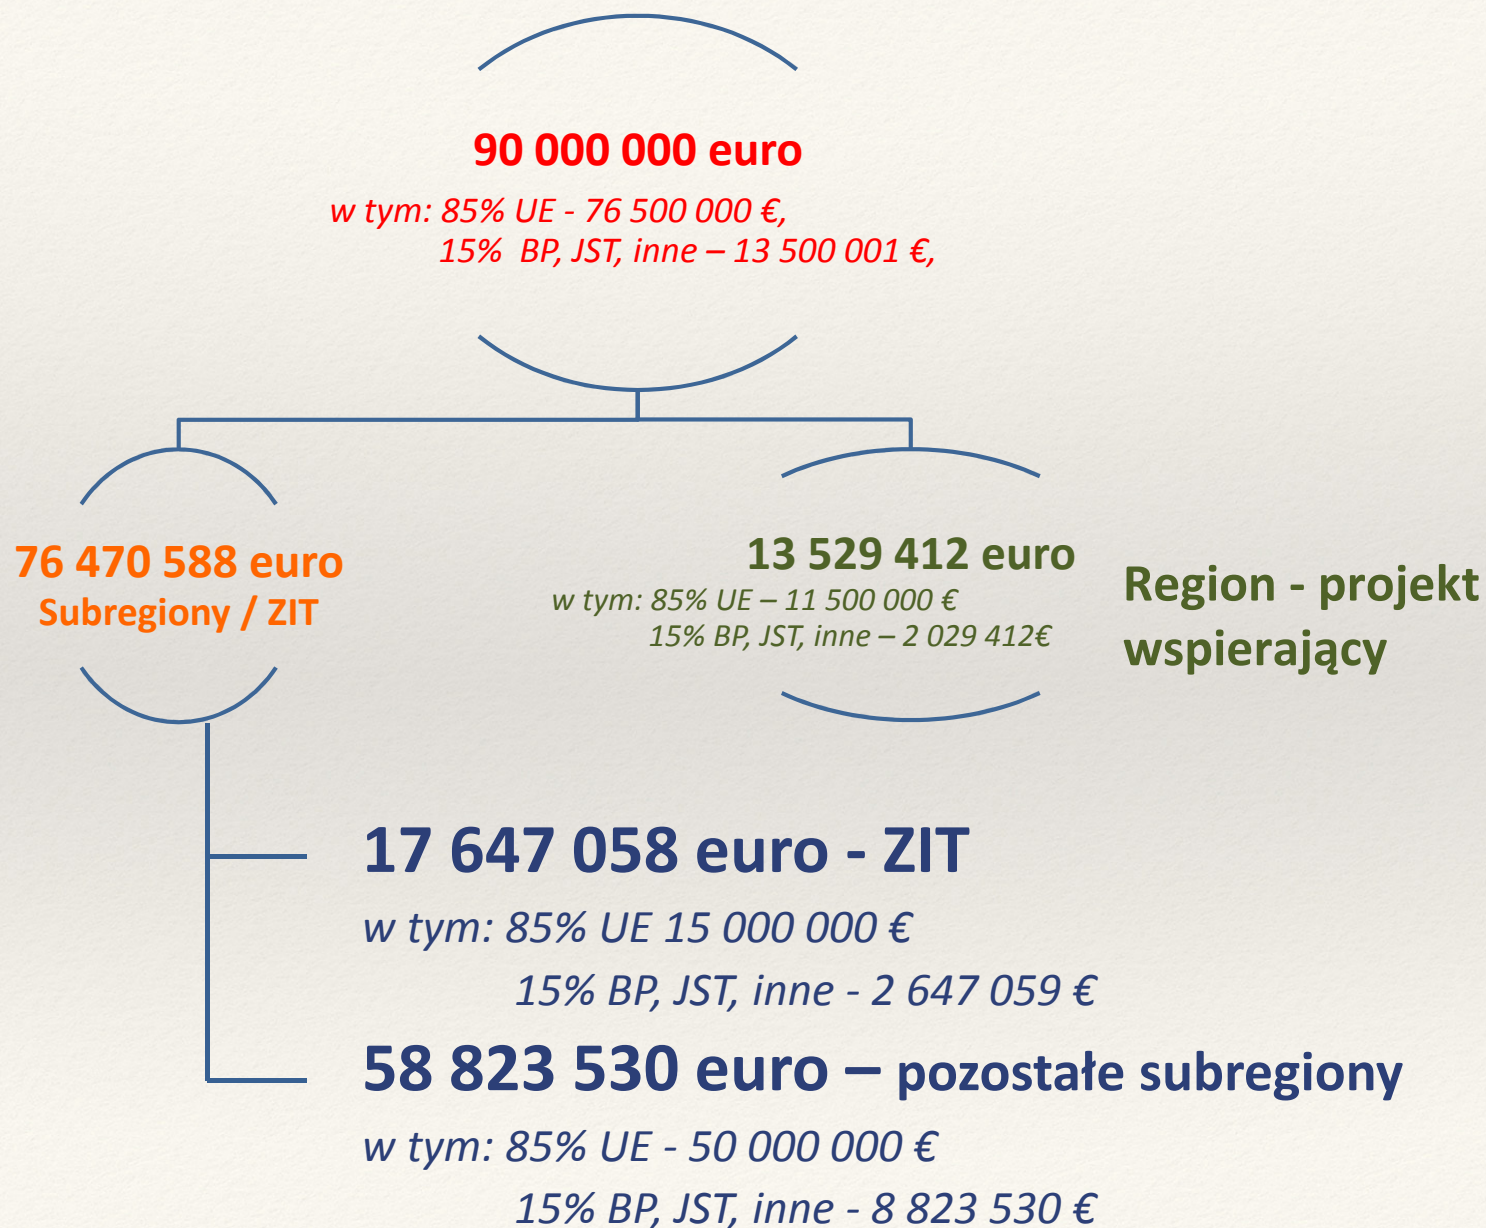 90 000 000 euro
w tym: 85% UE - 76 500 000 €,
15% BP, JST, inne – 13 500 001 €,
76 470 588 euro
Subregiony / ZIT
13 529 412 euro
w tym: 85% UE – 11 500 000 €
15% BP, JST, inne – 2 029 412€
Region - projekt
wspierający
17 647 058 euro - ZIT
w tym: 85% UE 15 000 000 €
15% BP, JST, inne - 2 647 059 €
58 823 530 euro – pozostałe subregiony
w tym: 85% UE - 50 000 000 €
15% BP, JST, inne - 8 823 530 €